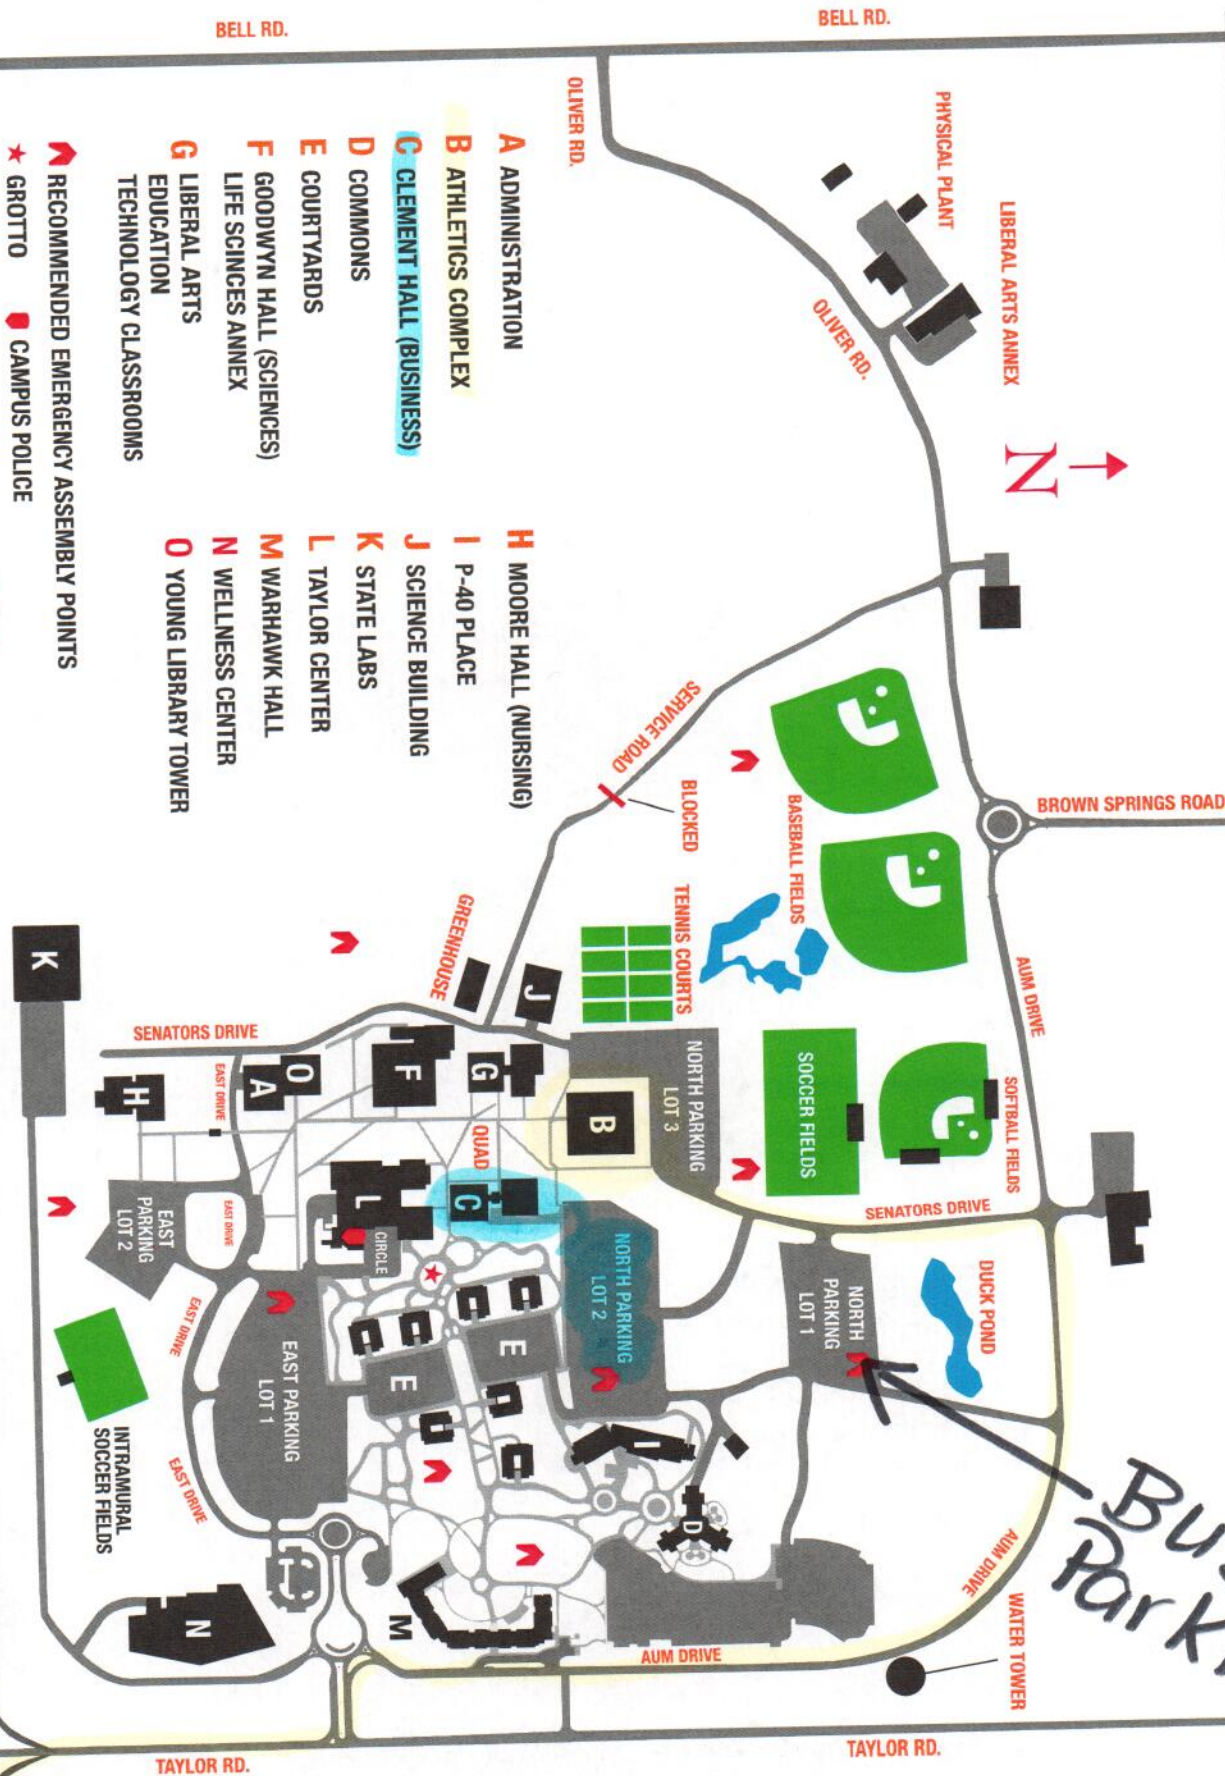 BELL RD.
BELL RD.
OLIVER RD.
PHYSICAL PLANT
LIBERAL ARTS ANNEX
OLIVER RD.
N
A ADMINISTRATION
B ATHLETICS COMPLEX
C CLEMENT HALL (BUSINESS)
D COMMONS
E COURTYARDS
F GOODWYN HALL (SCIENCES)
LIFE SCIENCES ANNEX
G LIBERAL ARTS
EDUCATION
TECHNOLOGY CLASSROOMS
H MOORE HALL (NURSING)
I P-40 PLACE
J SCIENCE BUILDING
K STATE LABS
L TAYLOR CENTER
M WARHAWK HALL
N WELLNESS CENTER
O YOUNG LIBRARY TOWER
RECOMMENDED EMERGENCY ASSEMBLY POINTS
GROTTO
CAMPUS POLICE
SERVICE ROAD
BLOCKED
BASEBALL FIELDS
BROWN SPRINGS ROAD
TENNIS COURTS
GREENHOUSE
AUM DRIVE
SOFTBALL FIELDS
SOCCER FIELDS
SENATORS DRIVE
NORTH PARKING
LOT 3
J
K
SENATORS DRIVE
H
EAST DRIVE
A
O
F
G
B
QUAD
C
L
CIRCLE
EAST DRIVE
EAST
PARKING
LOT 2
NORTH PARKING
LOT 2
NORTH
PARKING
LOT 1
DUCK POND
EAST DRIVE
EAST PARKING
LOT 1
E
E
I
D
INTRAMURAL
SOCCER FIELDS
EAST DRIVE
N
M
AUM DRIVE
AUM DRIVE
WATER TOWER
TAYLOR RD.
TAYLOR RD.